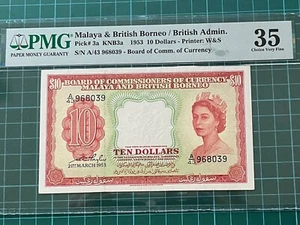 PMG
PAPER MONEY GUARANTY
Malaya & British Borneo / British Admin.
Pick# 3a KNB3a 1953 10 Dollars - Printer: W&S
S/N A/43 968039 - Board of Comm. of Currency
35
Choice Very Fine
$10
BOARD OF COMMISSIONERS OF CURRENCY
MALAYA AND BRITISH BORNEO
A/43 968039
10
TEN DOLLARS
A/43 968039
21ST MARCH 1953